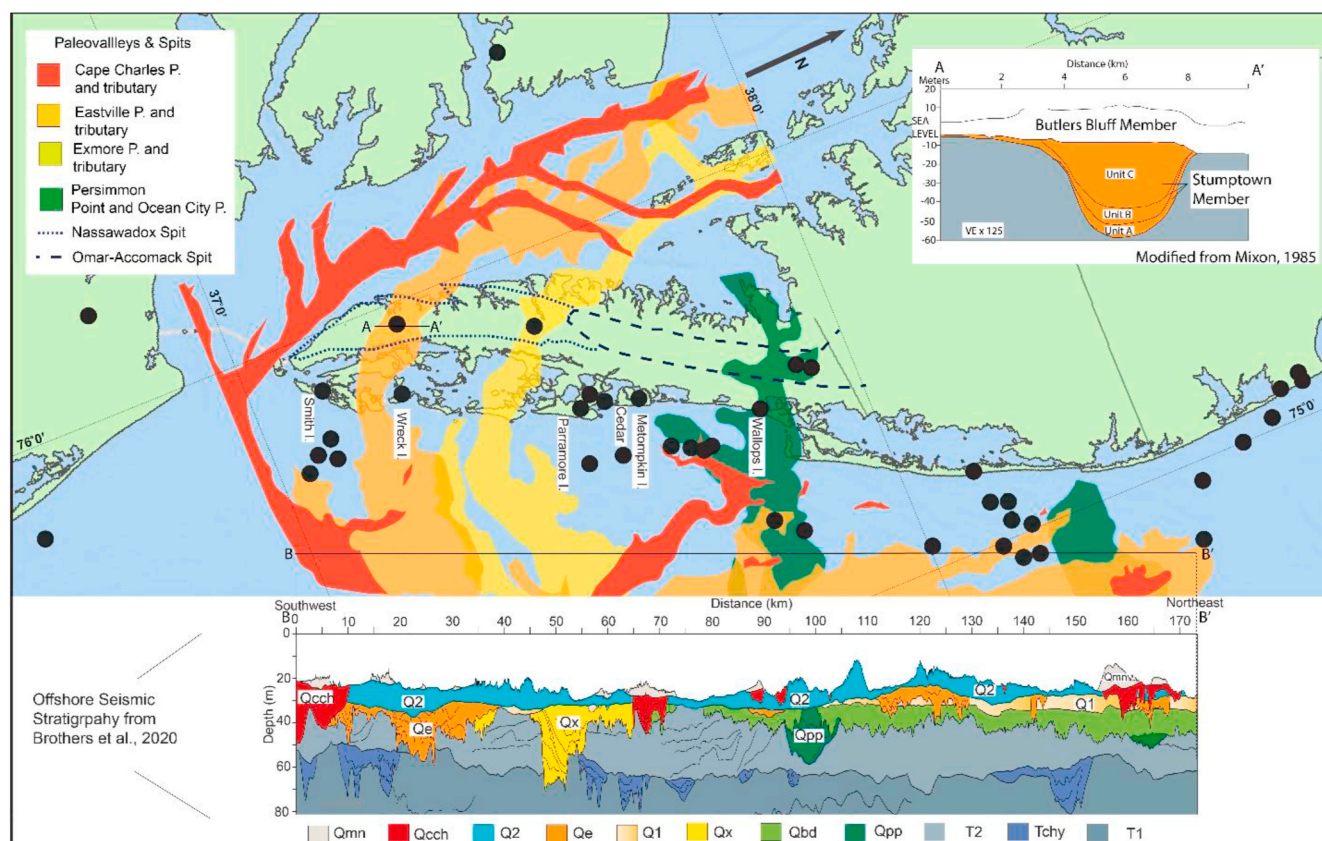 Paleovallleys & Spits
Cape Charles P.
and tributary
Eastville P. and
tributary
Exmore P. and
tributary
Persimmon
Point and Ocean City P.
Nassawadox Spit
Omar-Accomack Spit
N
38°0'
37°0'
76°0'
75°0'
A A'
Distance (km)
Meters 0 2 4 6 8
20
10
SEA
LEVEL
-10
-20
-30
-40
-50
-60
Butlers Bluff Member
Unit C
Unit B
Unit A
Stumptown
Member
VE x 125
Modified from Mixon, 1985
A A'
Smith I.
Wreck I.
Parramore I.
Cedar
Metompkin I.
Wallops I.
B B'
Southwest Distance (km) Northeast
B B'
0 10 20 30 40 50 60 70 80 90 100 110 120 130 140 150 160 170
Depth (m)
0
20
40
60
80
Qcch Q2 Qe Qx Q2 Qpp Q2 Q1 Qmn
Offshore Seismic
Stratigrpahy from
Brothers et al., 2020
Qmn Qcch Q2 Qe Q1 Qx Qbd Qpp T2 Tchy T1